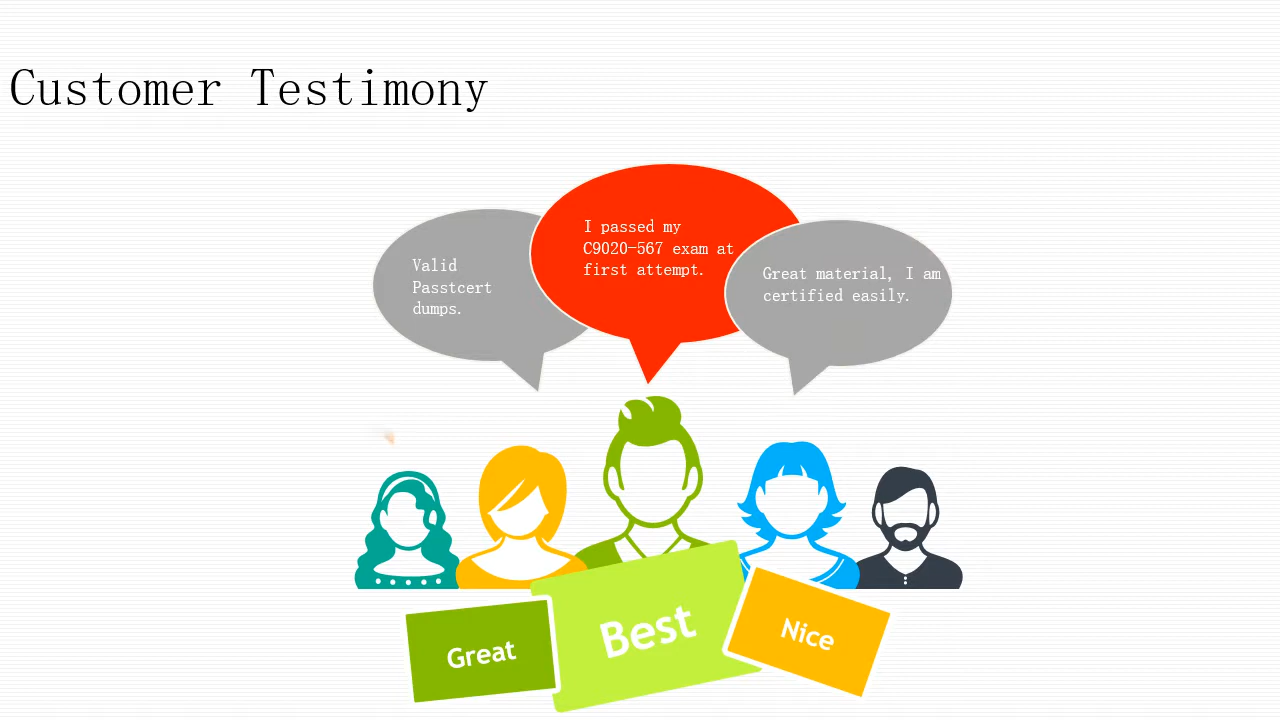 Customer Testimony
Valid
Passtcert
dumps.
I passed my
C9020-567 exam at
first attempt.
Great material, I am
certified easily.
Great
Best
Nice